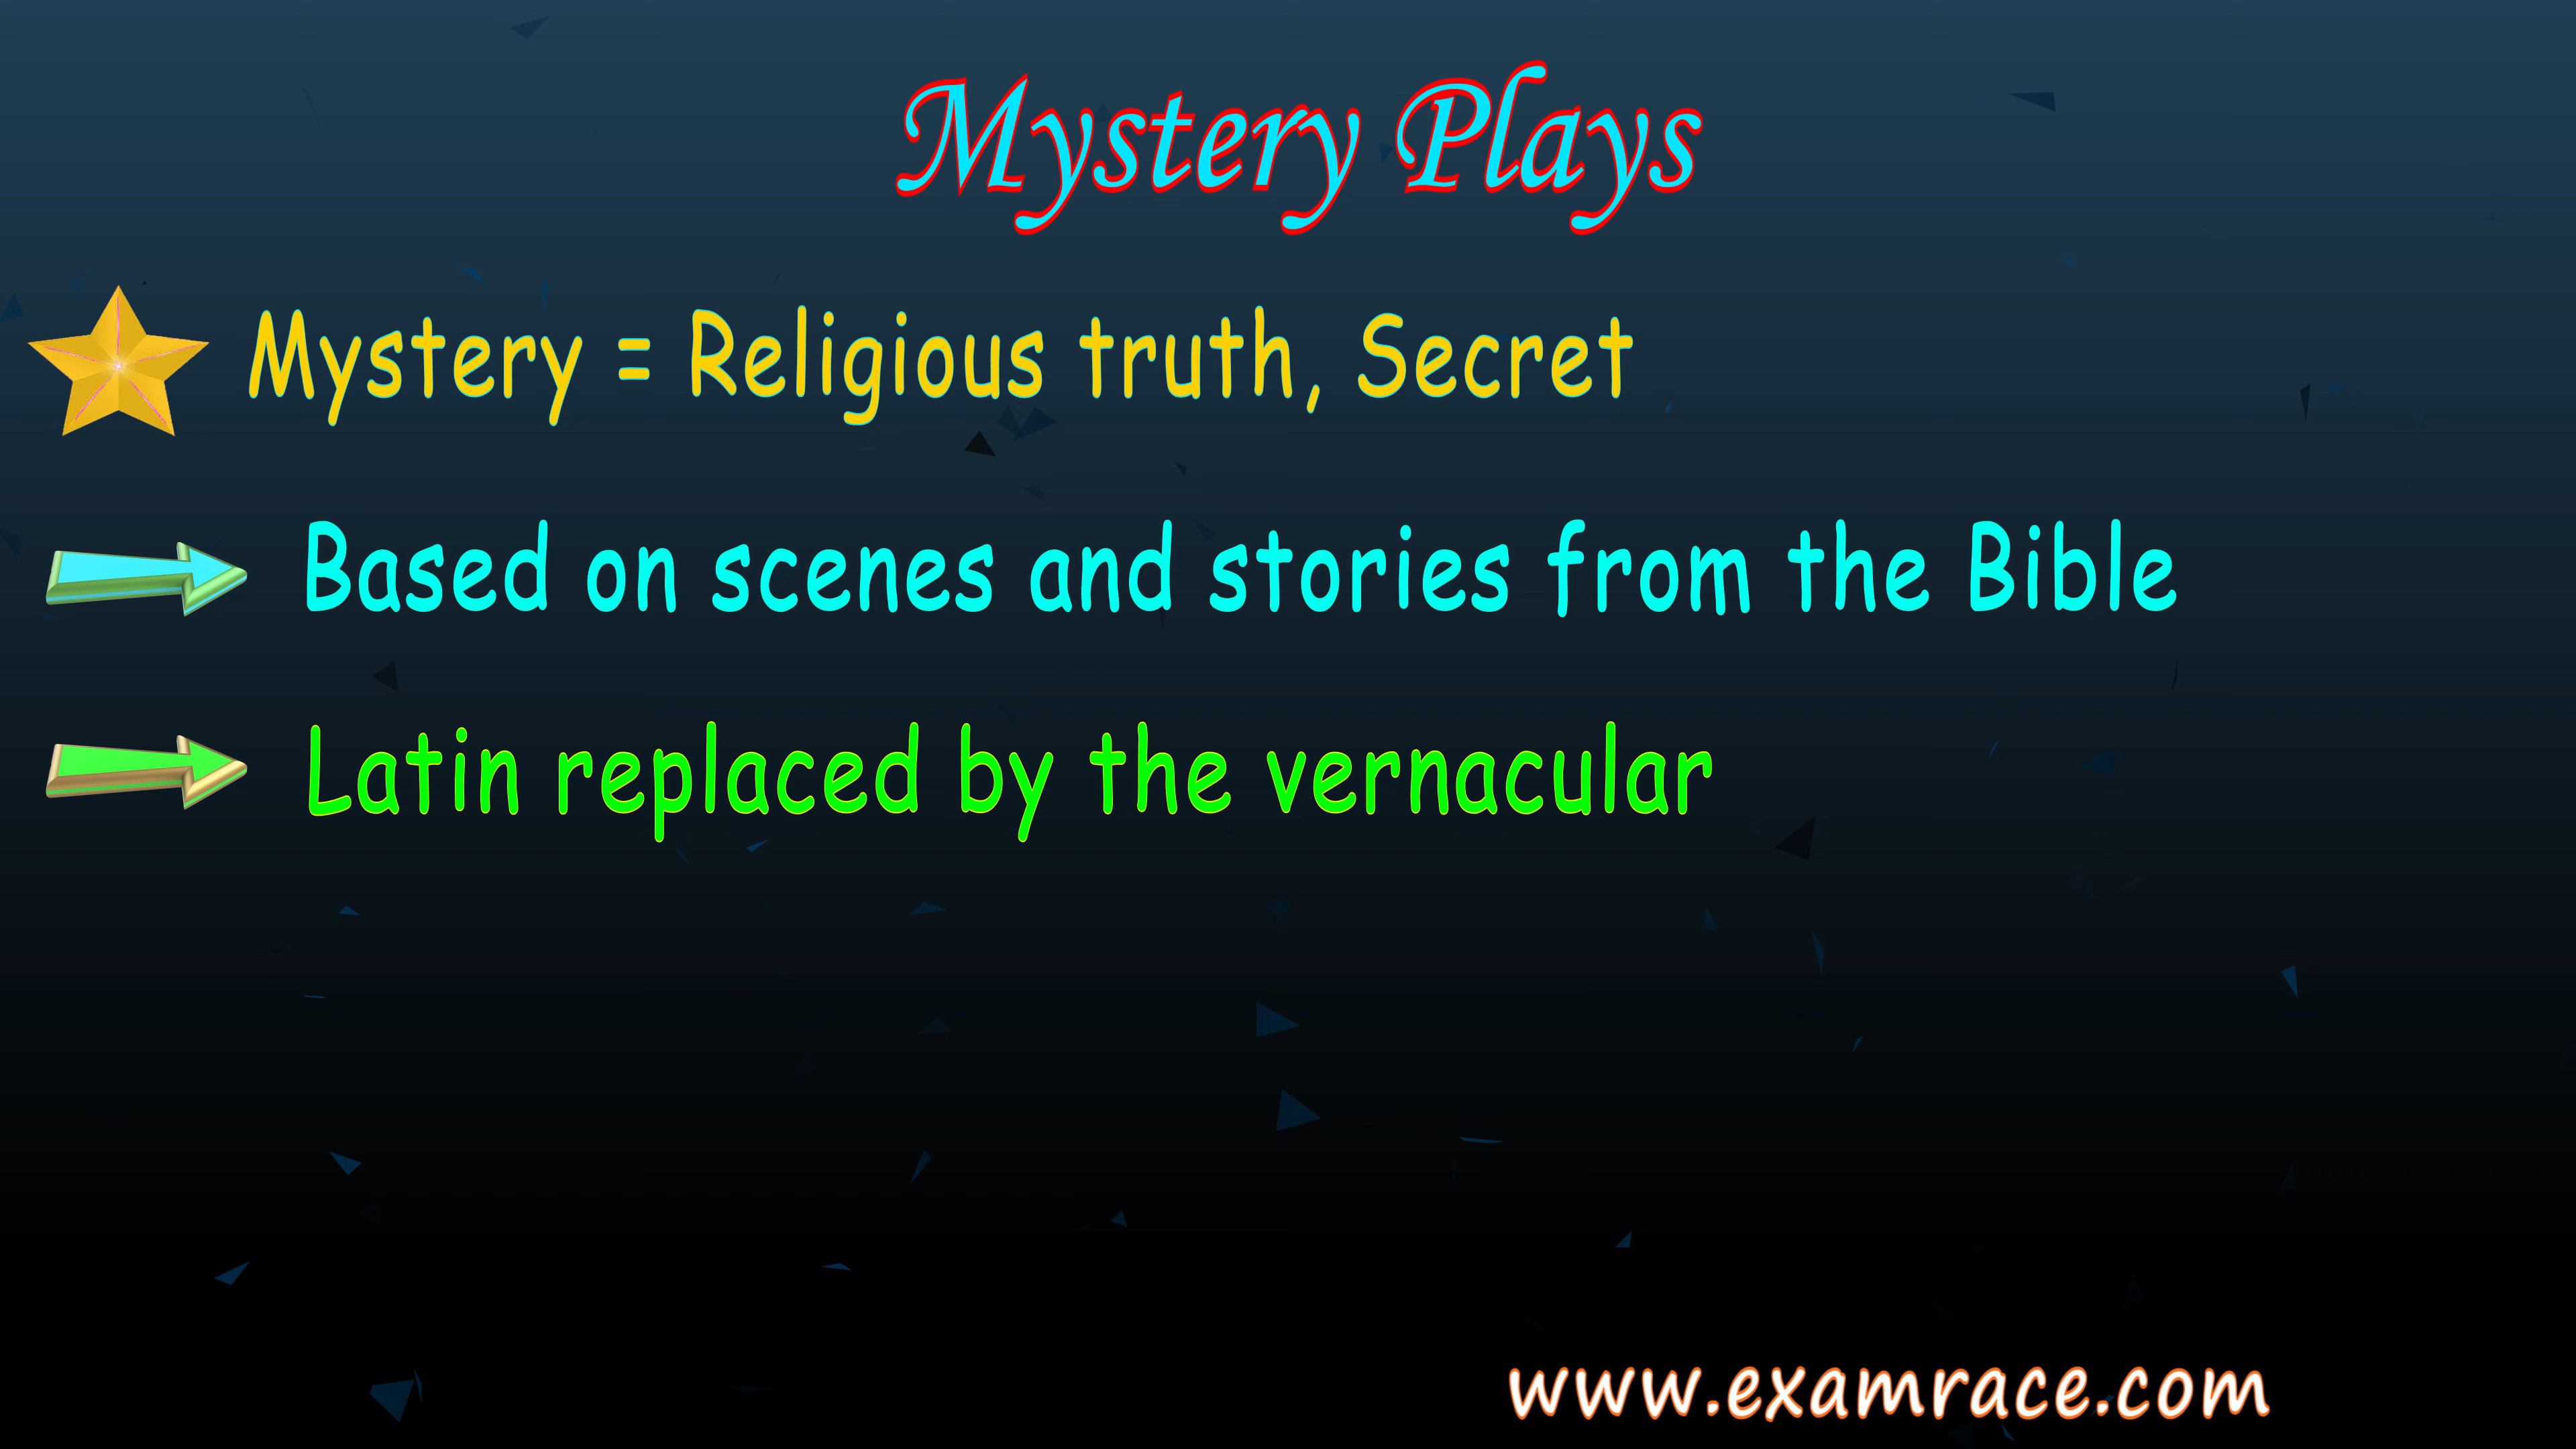 Mystery Plays
Mystery = Religious truth, Secret
Based on scenes and stories from the Bible
Latin replaced by the vernacular
www.examrace.com